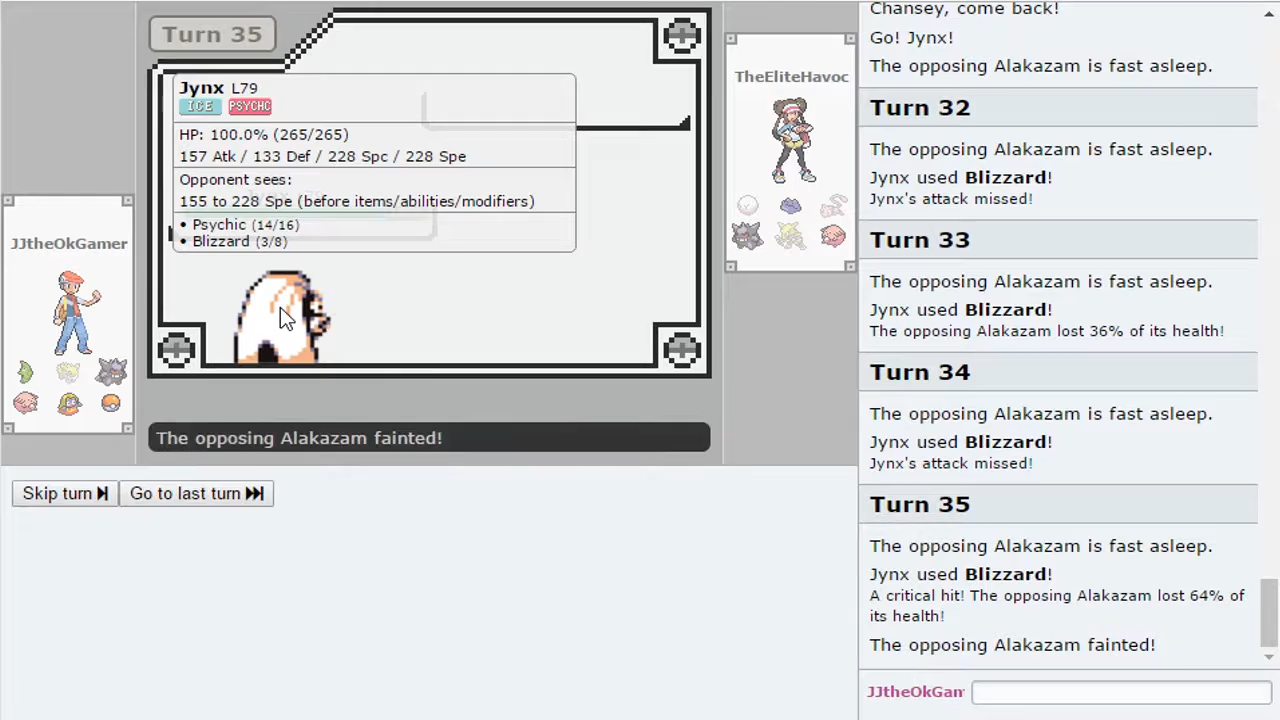 Turn 35
Jynx L79
ICE PSYCHC
HP: 100.0% (265/265)
157 Atk / 133 Def / 228 Spc / 228 Spe
Opponent sees:
155 to 228 Spe (before items/abilities/modifiers)
• Psychic (14/16)
• Blizzard (3/8)
JJtheOkGamer
TheEliteHavoc
The opposing Alakazam fainted!
Skip turn
Go to last turn
Chansey, come back!
Go! Jynx!
The opposing Alakazam is fast asleep.
Turn 32
The opposing Alakazam is fast asleep.
Jynx used Blizzard!
Jynx's attack missed!
Turn 33
The opposing Alakazam is fast asleep.
Jynx used Blizzard!
The opposing Alakazam lost 36% of its health!
Turn 34
The opposing Alakazam is fast asleep.
Jynx used Blizzard!
Jynx's attack missed!
Turn 35
The opposing Alakazam is fast asleep.
Jynx used Blizzard!
A critical hit! The opposing Alakazam lost 64% of
its health!
The opposing Alakazam fainted!
JJtheOkGam